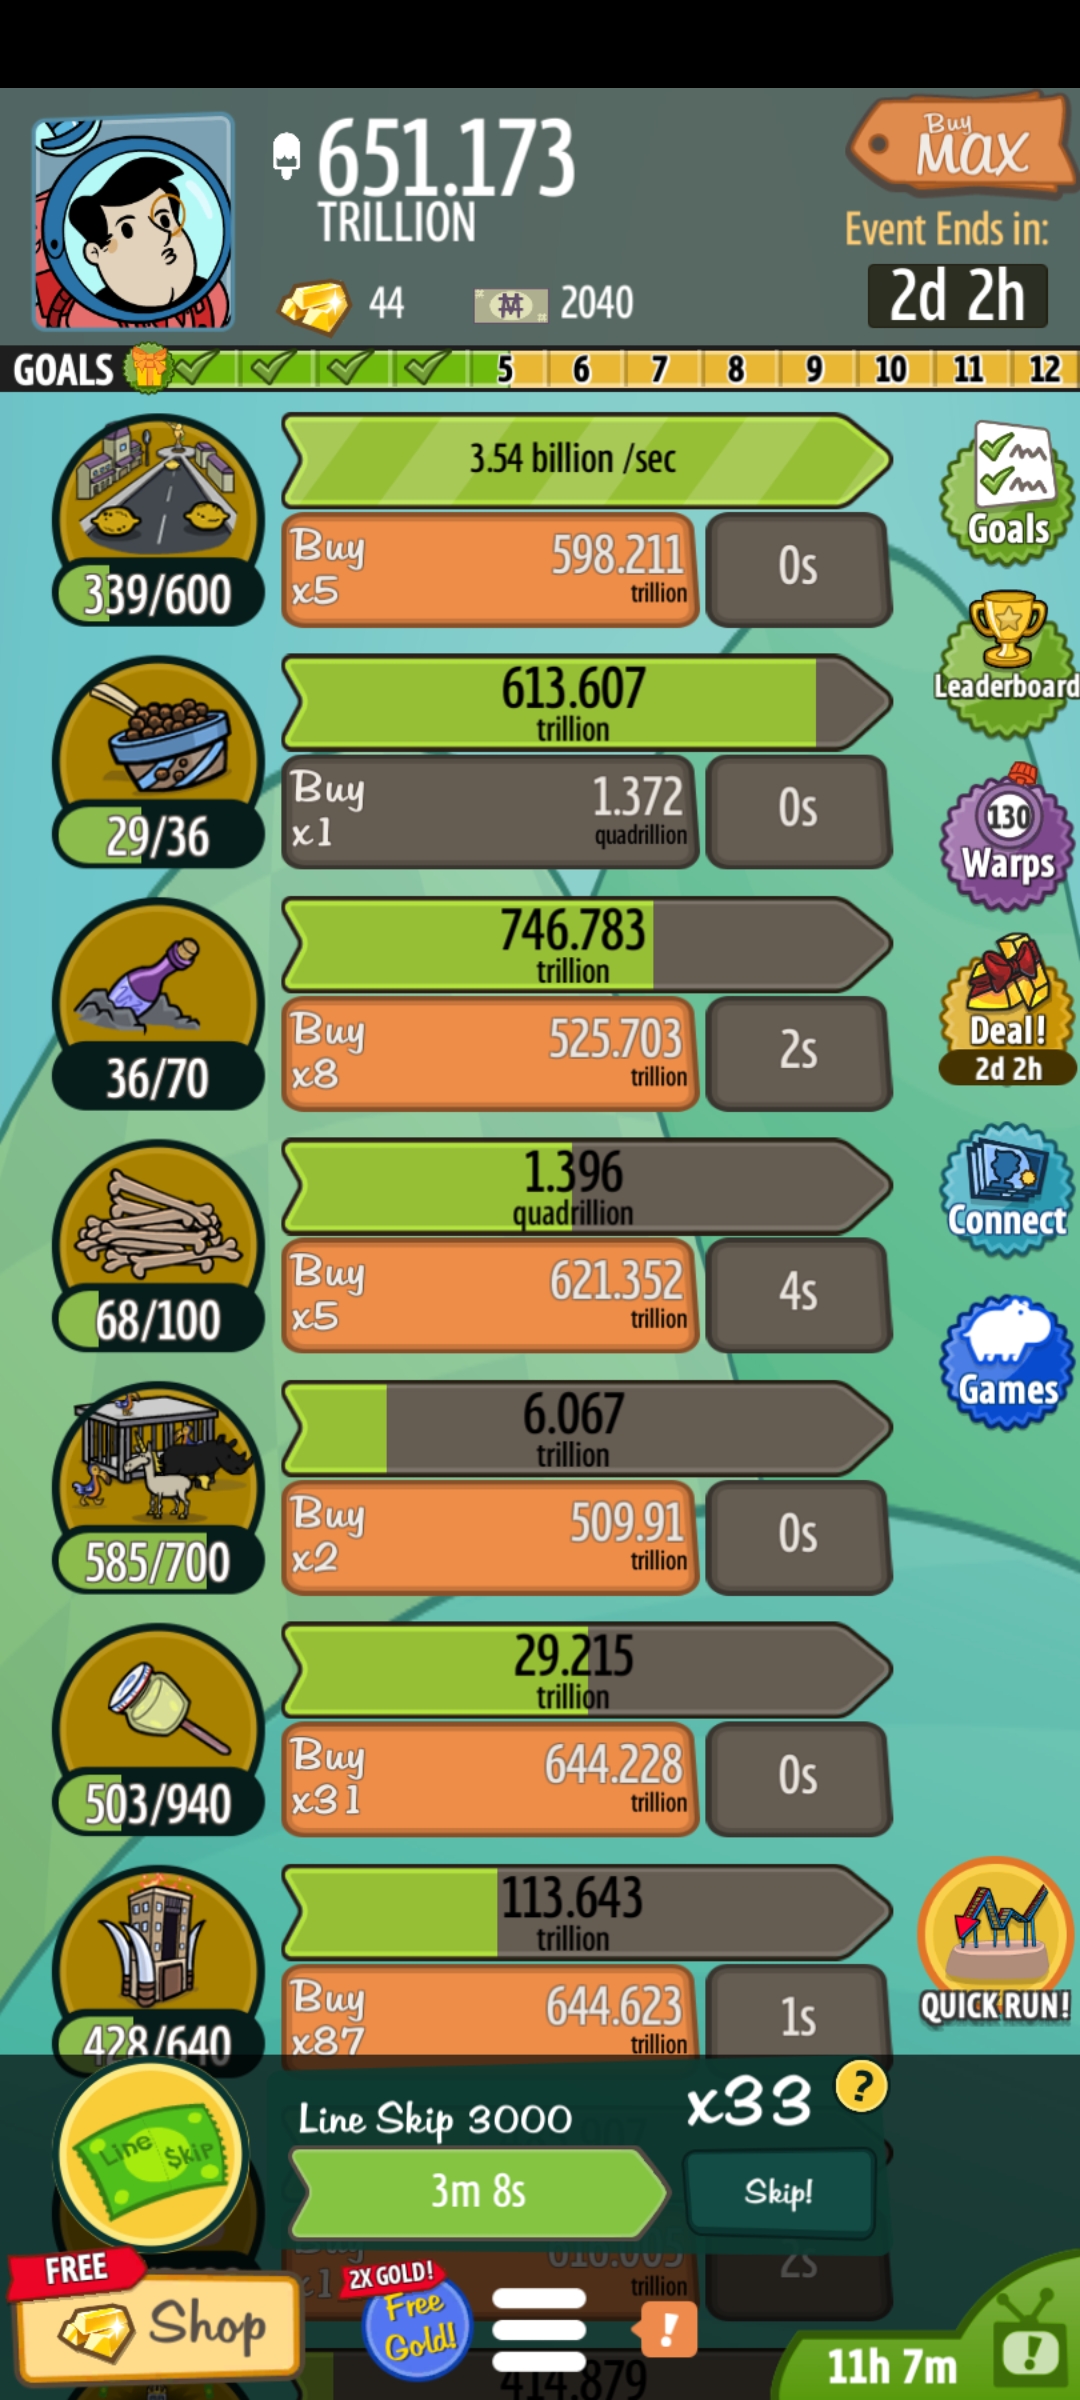 651.173
TRILLION
Buy
MAX
Event Ends in:
2d 2h
44
2040
GOALS
5
6
7
8
9
10
11
12
3.54 billion /sec
Buy
x5
598.211
trillion
0s
339/600
Goals
613.607
trillion
Leaderboard
Buy
x1
1.372
quadrillion
0s
29/36
130
Warps
746.783
trillion
Buy
x8
525.703
trillion
2s
36/70
Deal!
2d 2h
1.396
quadrillion
Connect
Buy
x5
621.352
trillion
4s
68/100
6.067
trillion
Games
Buy
x2
509.91
trillion
0s
585/700
29.215
trillion
Buy
x31
644.228
trillion
0s
503/940
113.643
trillion
Buy
x87
644.623
trillion
1s
428/640
QUICK RUN!
Line Skip
Line Skip 3000
x33
?
3m 8s
Skip!
x1
trillion
2s
FREE
Shop
2X GOLD!
Free
Gold!
!
414.879
11h 7m
!